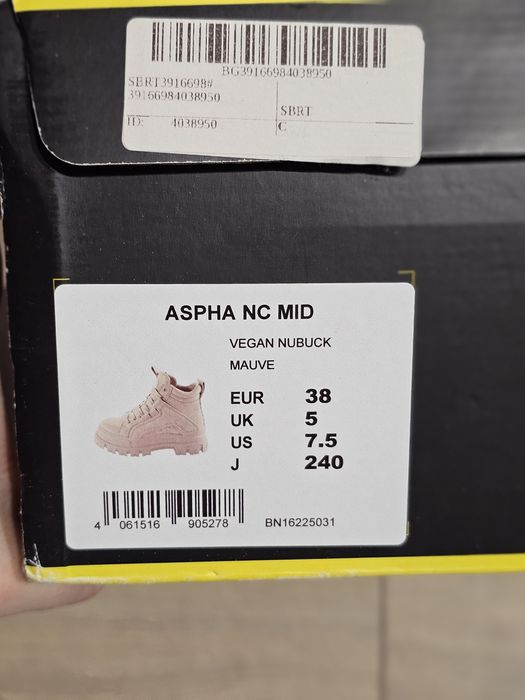 BG39166984038950
SBRT3916698#
39166984038950
SBRT
ID: 4038950
C
ASPHA NC MID
VEGAN NUBUCK
MAUVE
EUR 38
UK 5
US 7.5
J 240
4 061516 905278
BN16225031